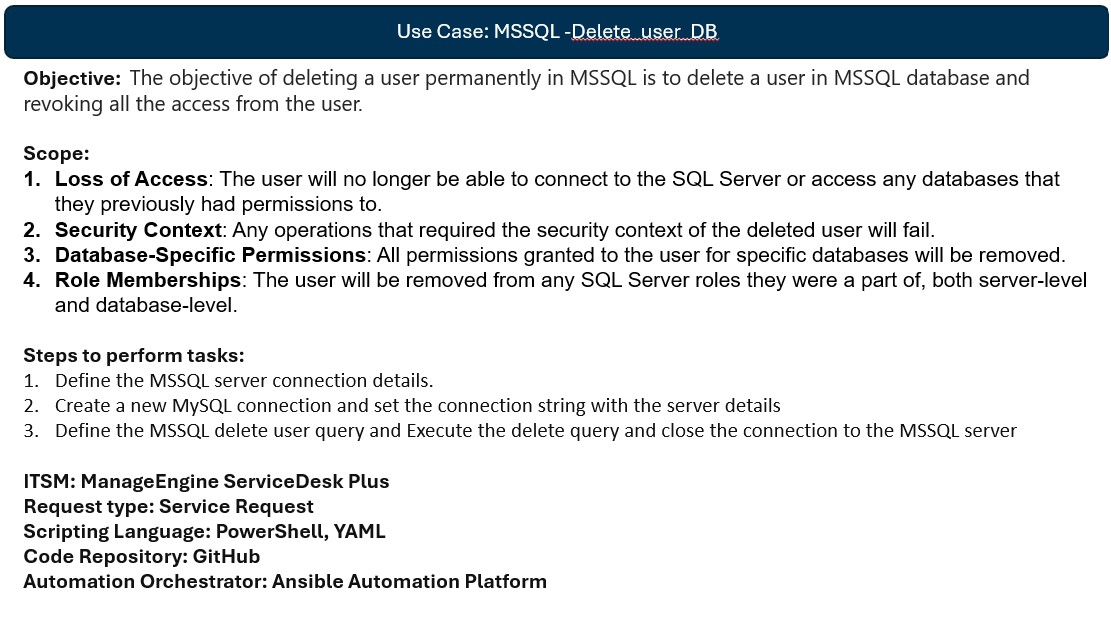 Use Case: MSSQL -Delete_user_DB
Objective: The objective of deleting a user permanently in MSSQL is to delete a user in MSSQL database and
revoking all the access from the user.
Scope:
1. Loss of Access: The user will no longer be able to connect to the SQL Server or access any databases that
they previously had permissions to.
2. Security Context: Any operations that required the security context of the deleted user will fail.
3. Database-Specific Permissions: All permissions granted to the user for specific databases will be removed.
4. Role Memberships: The user will be removed from any SQL Server roles they were a part of, both server-level
and database-level.
Steps to perform tasks:
1. Define the MSSQL server connection details.
2. Create a new MySQL connection and set the connection string with the server details
3. Define the MSSQL delete user query and Execute the delete query and close the connection to the MSSQL server
ITSM: ManageEngine ServiceDesk Plus
Request type: Service Request
Scripting Language: PowerShell, YAML
Code Repository: GitHub
Automation Orchestrator: Ansible Automation Platform